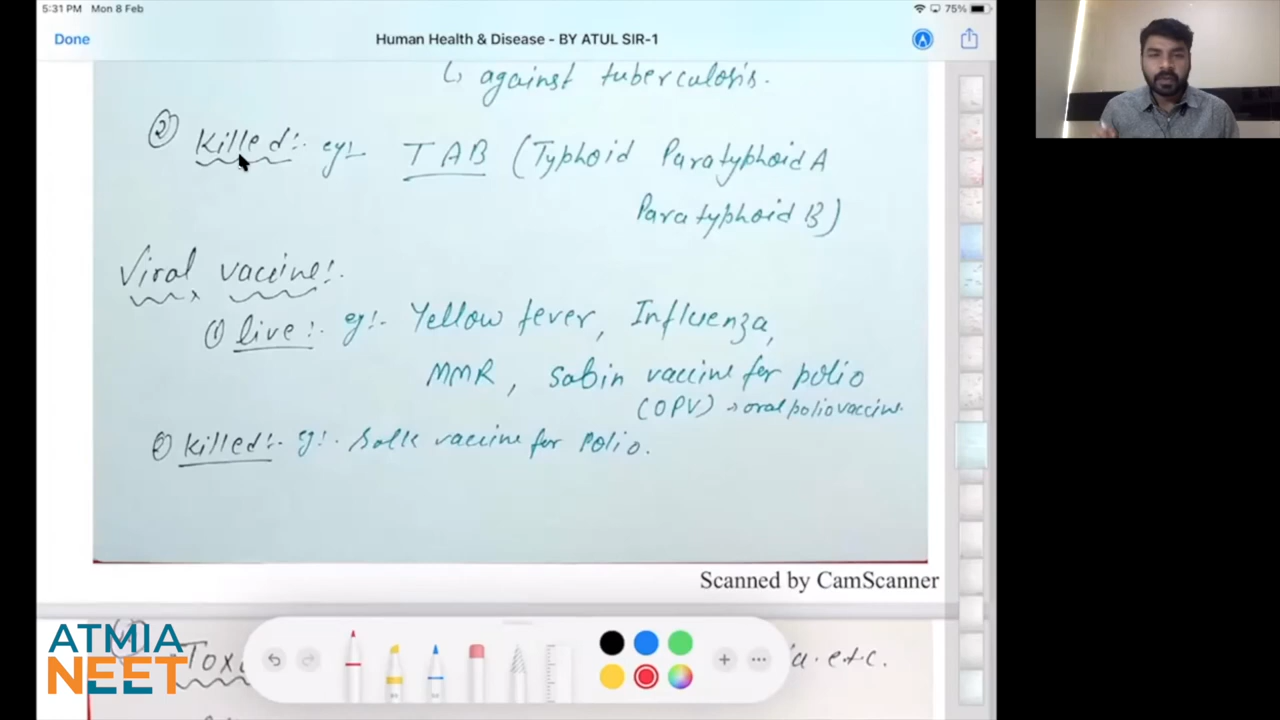 5:31 PM Mon 8 Feb
75%
Done
Human Health & Disease - BY ATUL SIR-1
↳ against tuberculosis.
② Killed:- eg:- TAB (Typhoid Paratyphoid A
Paratyphoid B)
Viral vaccine:-
① live:- eg:- Yellow fever, Influenza,
MMR, Sabin vaccine for polio
(OPV) → oral polio vaccine.
② Killed:- eg:- Salk vaccine for Polio.
Scanned by CamScanner
etc.
ATMIA
NEET